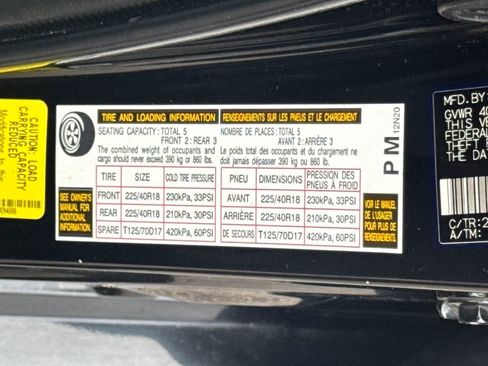 CAUTION: LOAD
CARRYING CAPACITY
REDUCED
TIRE AND LOADING INFORMATION
SEATING CAPACITY: TOTAL 5
FRONT 2: REAR 3
The combined weight of occupants and
cargo should never exceed 390 kg or 860 lbs.
RENSEIGNEMENTS SUR LES PNEUS ET LE CHARGEMENT
NOMBRE DE PLACES: TOTAL 5
AVANT 2: ARRIÈRE 3
Le poids total des occupants et du chargement ne
doit jamais dépasser 390 kg ou 860 lb.
SEE OWNER'S
MANUAL FOR
ADDITIONAL
INFORMATION.
TIRE SIZE COLD TIRE PRESSURE
FRONT 225/40R18 230kPa, 33PSI
REAR 225/40R18 210kPa, 30PSI
SPARE T125/70D17 420kPa, 60PSI
PNEU DIMENSIONS PRESSION DES PNEUS À FROID
AVANT 225/40R18 230kPa, 33PSI
ARRIÈRE 225/40R18 210kPa, 30PSI
DE SECOURS T125/70D17 420kPa, 60PSI
VOIR LE MANUEL
DE L'USAGER
POUR PLUS DE
RENSEIGNEMENTS.
PM
12N20
MFD BY
GVWR
THIS
FEDERAL
THEFT
THE DAT
C/TR:
A/TM: